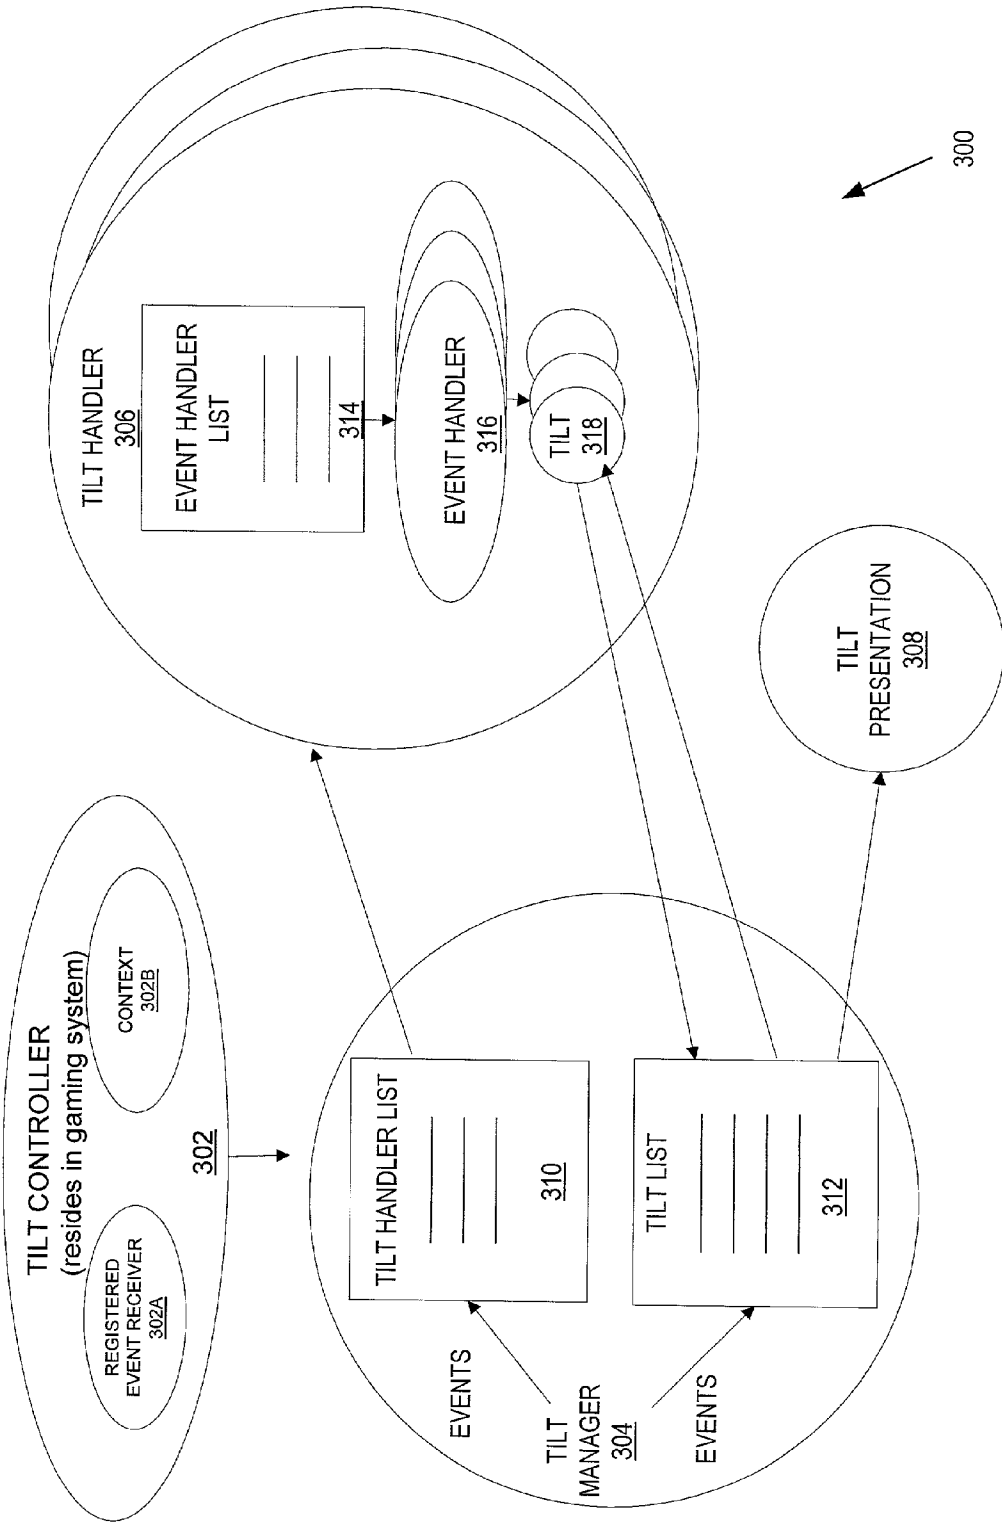 TILT CONTROLLER
(resides in gaming system)
REGISTERED
EVENT RECEIVER
302A
CONTEXT
302B
302
TILT HANDLER LIST
310
EVENTS
TILT
MANAGER
304
EVENTS
TILT LIST
312
TILT HANDLER
306
EVENT HANDLER
LIST
314
EVENT HANDLER
316
TILT
318
TILT
PRESENTATION
308
300